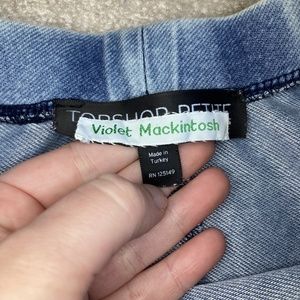 TOPSHOP PETITE
Violet Mackintosh
Made in
Turkey
RN 125149